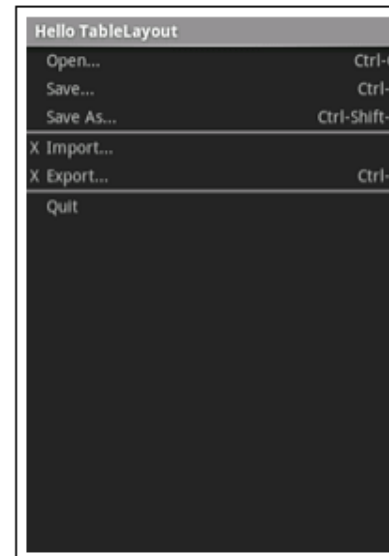 Hello TableLayout
Open... Ctrl-
Save... Ctrl-
Save As... Ctrl-Shift-
X Import...
X Export... Ctrl-
Quit